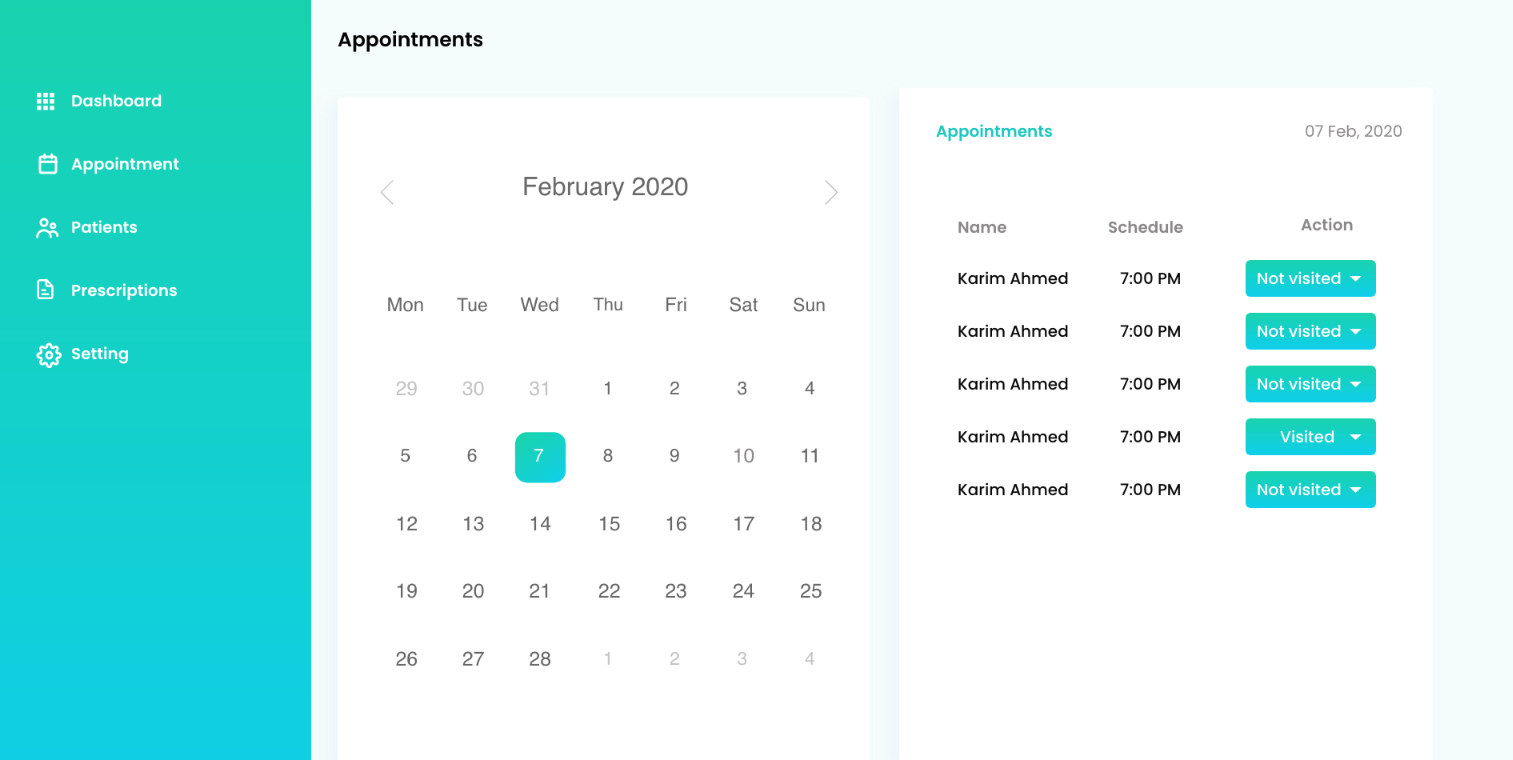 Appointments
Dashboard
Appointment
Patients
Prescriptions
Setting
February 2020
Mon Tue Wed Thu Fri Sat Sun
29 30 31 1 2 3 4
5 6 7 8 9 10 11
12 13 14 15 16 17 18
19 20 21 22 23 24 25
26 27 28 1 2 3 4
Appointments 07 Feb, 2020
Name Schedule Action
Karim Ahmed 7:00 PM Not visited
Karim Ahmed 7:00 PM Not visited
Karim Ahmed 7:00 PM Not visited
Karim Ahmed 7:00 PM Visited
Karim Ahmed 7:00 PM Not visited